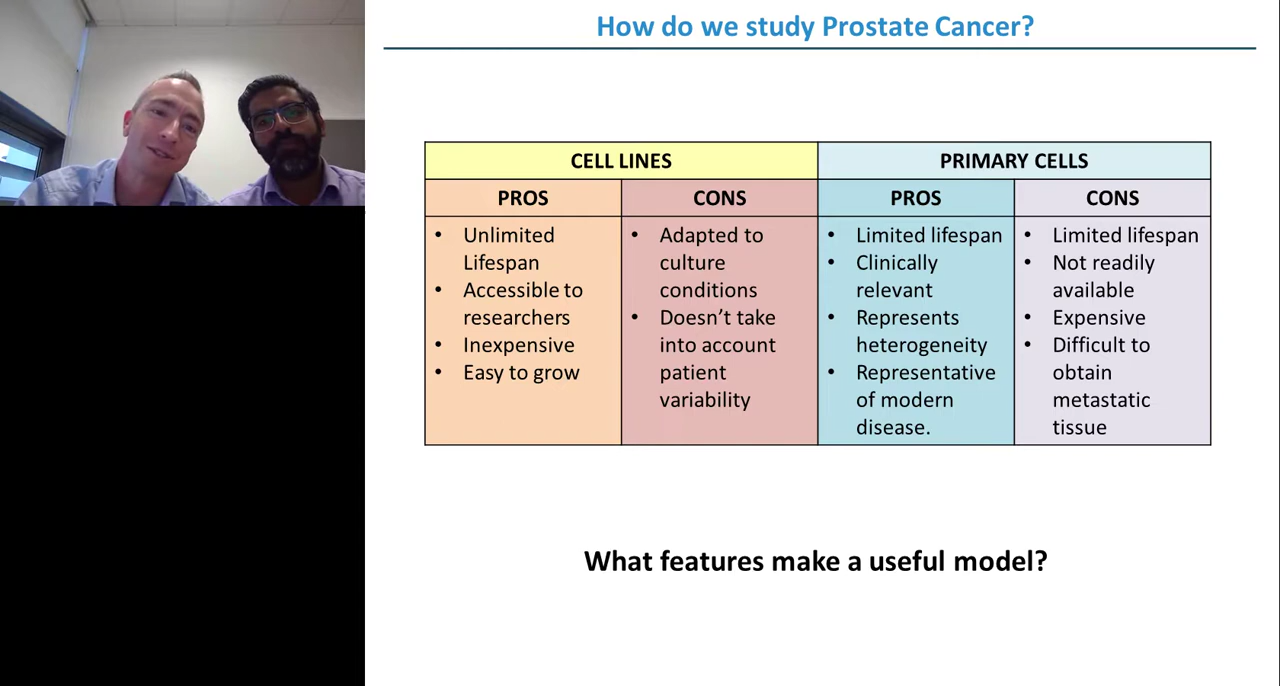 How do we study Prostate Cancer?
CELL LINES
PRIMARY CELLS
PROS
CONS
PROS
CONS
• Unlimited
Lifespan
• Accessible to
researchers
• Inexpensive
• Easy to grow
• Adapted to
culture
conditions
• Doesn’t take
into account
patient
variability
• Limited lifespan
• Clinically
relevant
• Represents
heterogeneity
• Representative
of modern
disease.
• Limited lifespan
• Not readily
available
• Expensive
• Difficult to
obtain
metastatic
tissue
What features make a useful model?